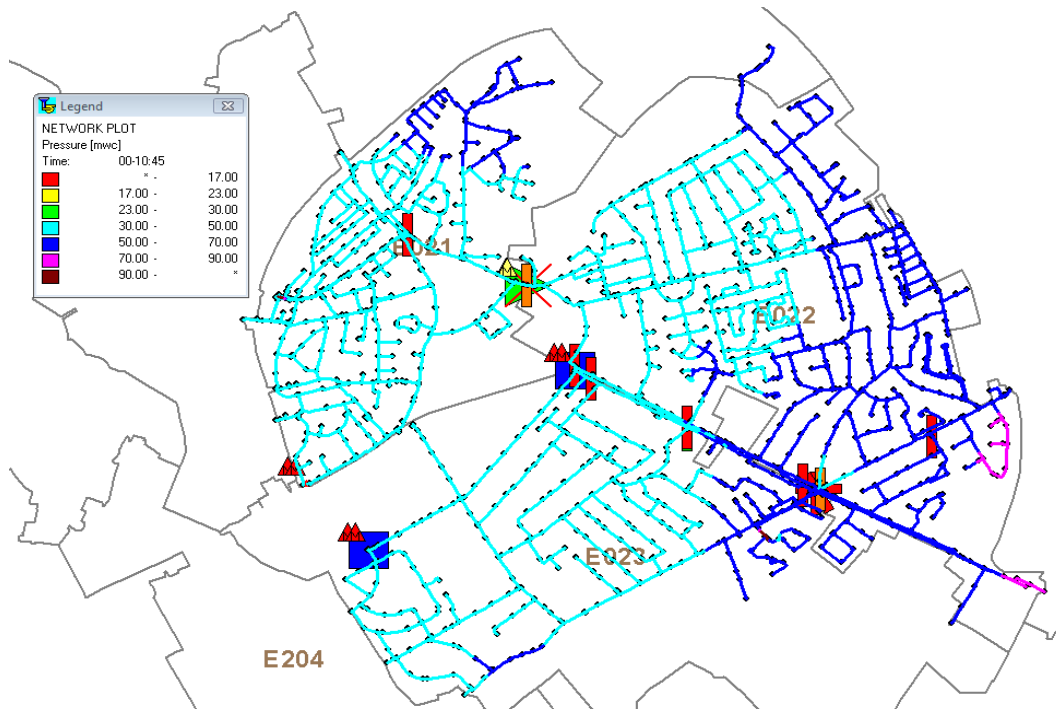 Legend
NETWORK PLOT
Pressure [mwc]
Time: 00-10:45
* - 17.00
17.00 - 23.00
23.00 - 30.00
30.00 - 50.00
50.00 - 70.00
70.00 - 90.00
90.00 - *
E021
E022
E023
E204